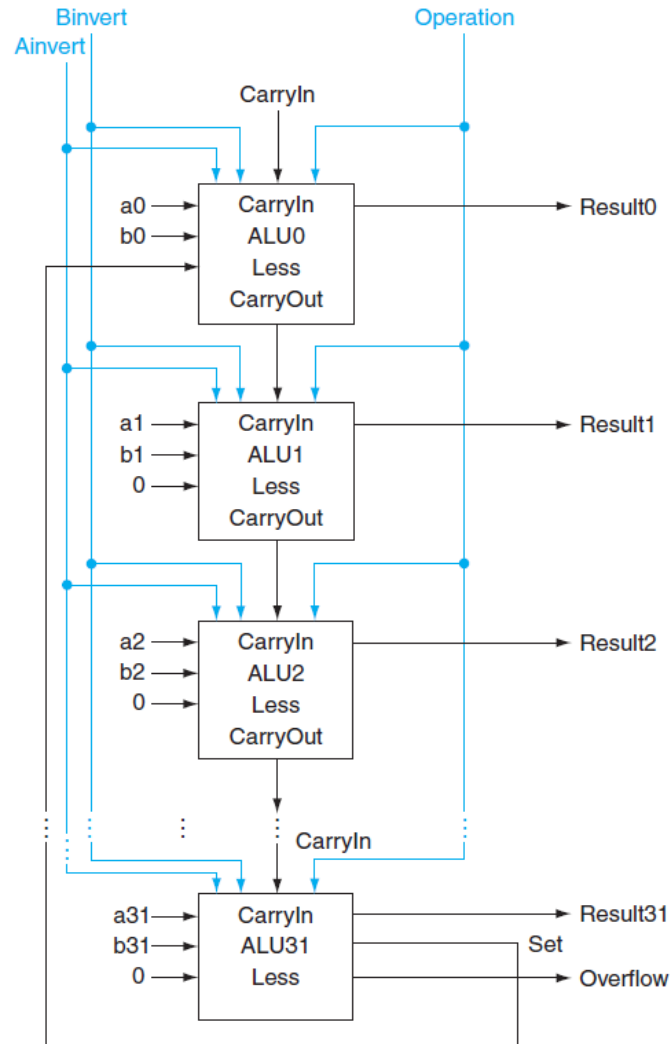 Binvert
Operation
Ainvert
CarryIn
a0
CarryIn
Result0
b0
ALU0
Less
CarryOut
a1
CarryIn
Result1
b1
ALU1
0
Less
CarryOut
a2
CarryIn
Result2
b2
ALU2
0
Less
CarryOut
CarryIn
a31
CarryIn
Result31
b31
ALU31
Set
0
Less
Overflow